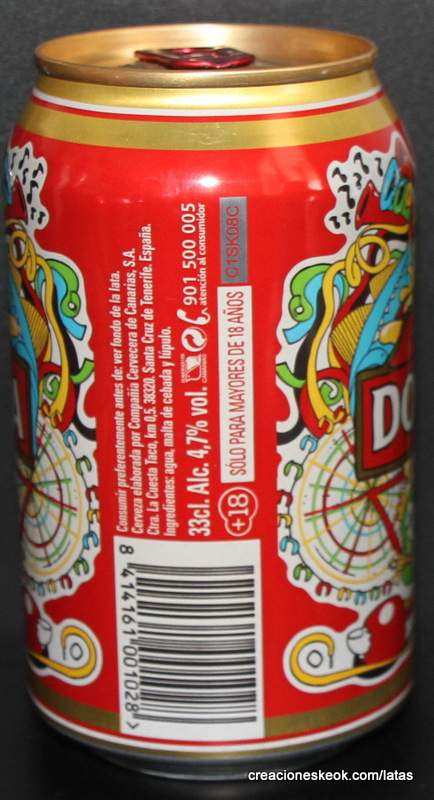 Consumir preferentemente antes de: ver fondo de la lata.
Cerveza elaborada por Compañía Cervecera de Canarias, S.A.
Ctra. La Cuesta Taco, km 0,5. 38220. Santa Cruz de Tenerife. España.
Ingredientes: agua, malta de cebada y lúpulo.
33cl. Alc. 4,7% vol.
901 500 005
atención al consumidor
+18
SÓLO PARA MAYORES DE 18 AÑOS
C1SK08C
8 414161 001028 >
A
DO
creacioneskeok.com/latas